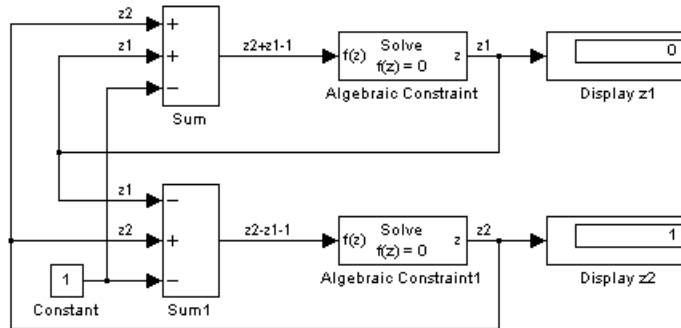 z2
+
z1
+
−
Sum
z2+z1-1
f(z)
Solve
f(z) = 0
z
Algebraic Constraint
z1
0
Display z1
z1
−
z2
+
−
Sum1
z2-z1-1
f(z)
Solve
f(z) = 0
z
Algebraic Constraint1
z2
1
Display z2
1
Constant